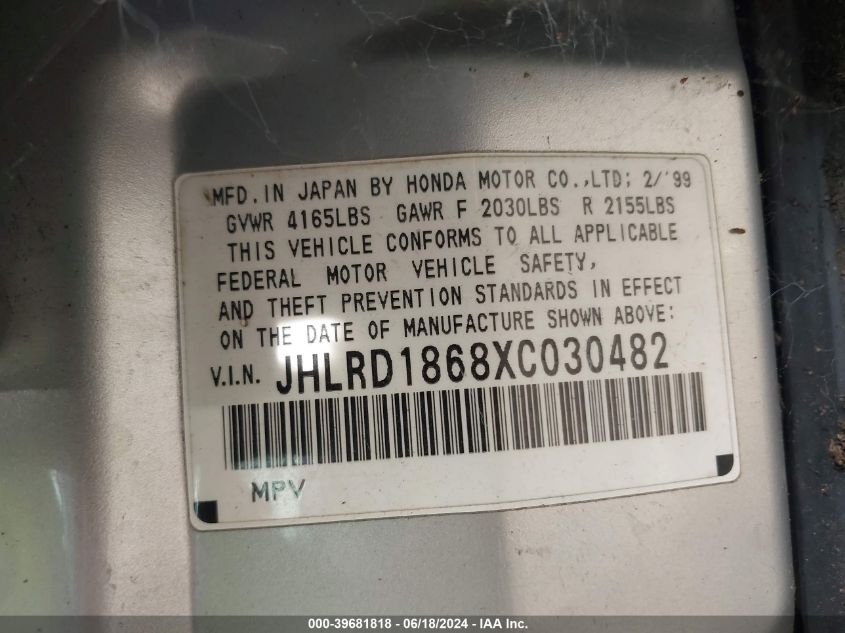 MFD. IN JAPAN BY HONDA MOTOR CO.,LTD; 2/'99
GVWR 4165LBS GAWR F 2030LBS R 2155LBS
THIS VEHICLE CONFORMS TO ALL APPLICABLE
FEDERAL MOTOR VEHICLE SAFETY,
AND THEFT PREVENTION STANDARDS IN EFFECT
ON THE DATE OF MANUFACTURE SHOWN ABOVE:
V.I.N. JHLRD1868XC030482
MPV
000-39681818 - 06/18/2024 - IAA Inc.